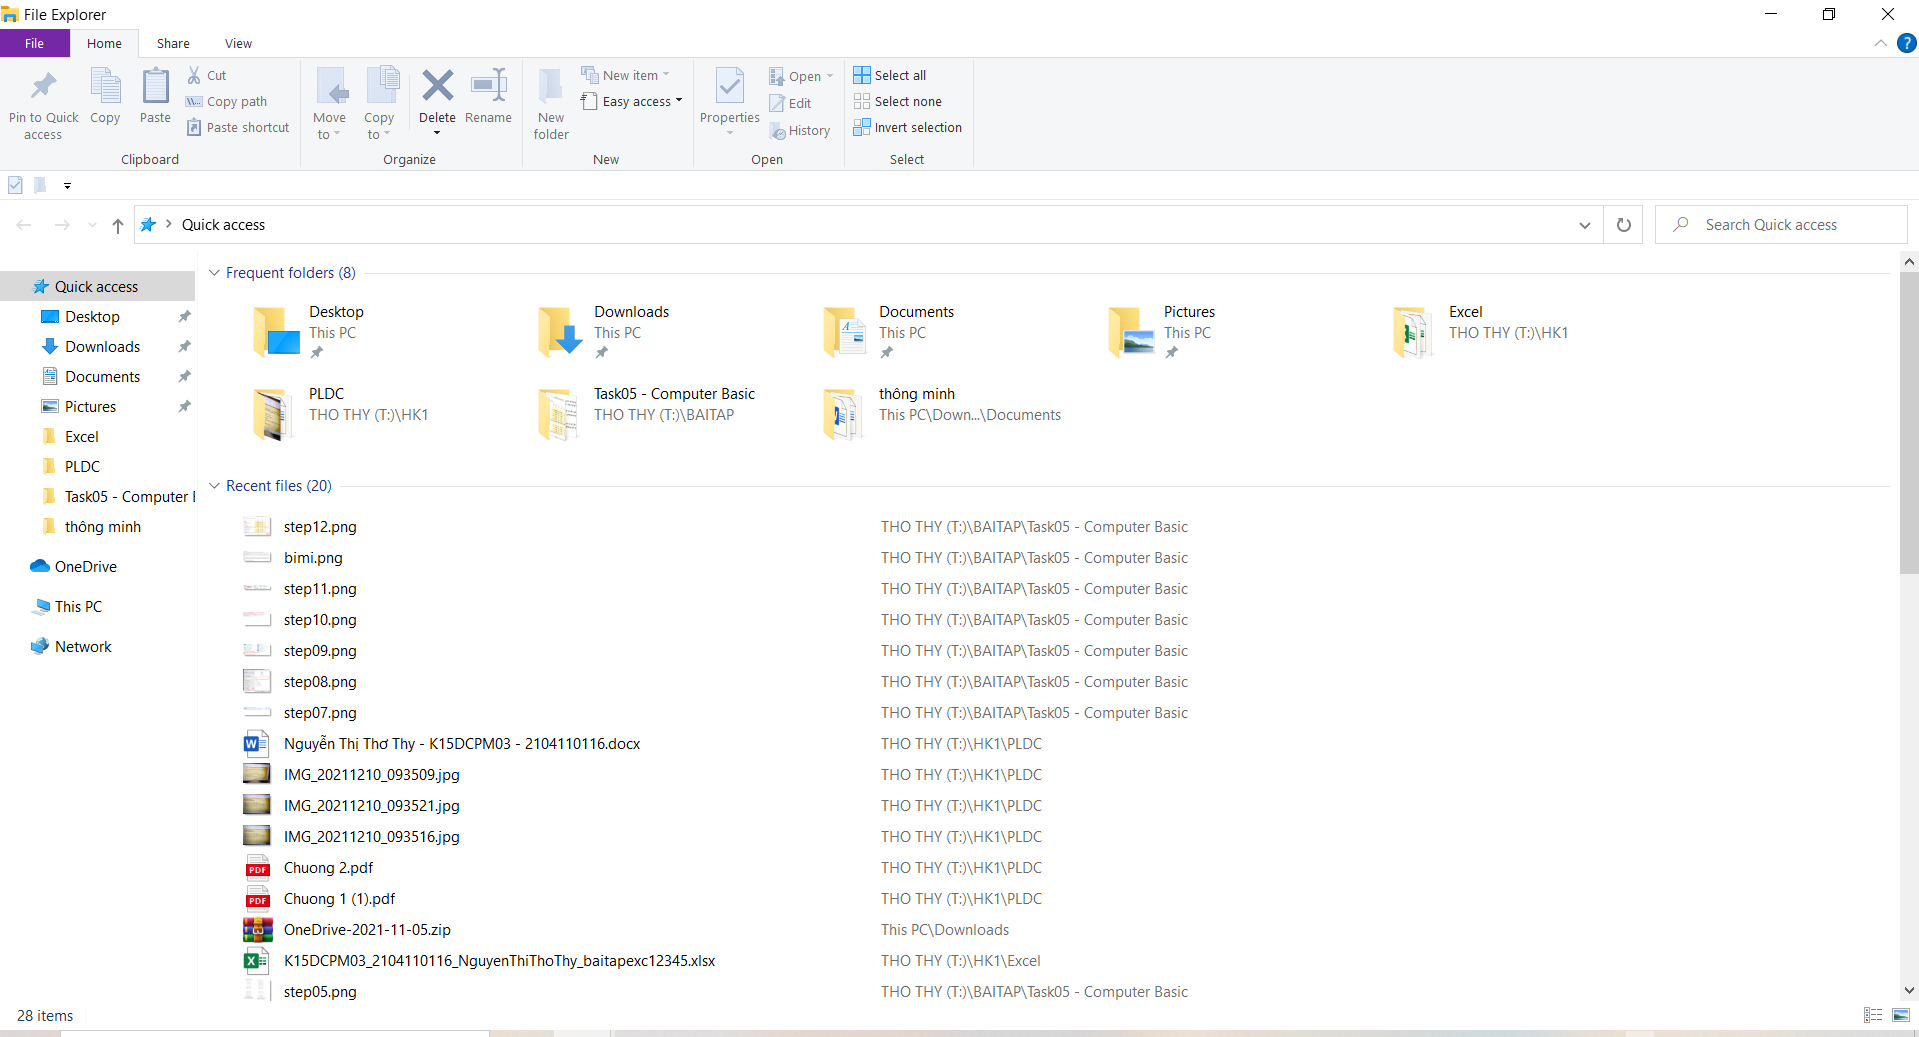 File Explorer
File Home Share View
Pin to Quick access
Copy
Paste
Cut
Copy path
Paste shortcut
Clipboard
Move to
Copy to
Delete
Rename
Organize
New folder
New item
Easy access
New
Properties
Open
Edit
History
Open
Select all
Select none
Invert selection
Select
Quick access
Search Quick access
Quick access
Desktop
Downloads
Documents
Pictures
Excel
PLDC
Task05 - Computer
thông minh
OneDrive
This PC
Network
Frequent folders (8)
Desktop
This PC
Downloads
This PC
Documents
This PC
Pictures
This PC
Excel
THO THY (T:)\HK1
PLDC
THO THY (T:)\HK1
Task05 - Computer Basic
THO THY (T:)\BAITAP
thông minh
This PC\Down...\Documents
Recent files (20)
step12.png THO THY (T:)\BAITAP\Task05 - Computer Basic
bimi.png THO THY (T:)\BAITAP\Task05 - Computer Basic
step11.png THO THY (T:)\BAITAP\Task05 - Computer Basic
step10.png THO THY (T:)\BAITAP\Task05 - Computer Basic
step09.png THO THY (T:)\BAITAP\Task05 - Computer Basic
step08.png THO THY (T:)\BAITAP\Task05 - Computer Basic
step07.png THO THY (T:)\BAITAP\Task05 - Computer Basic
Nguyễn Thị Thơ Thy - K15DCPM03 - 2104110116.docx THO THY (T:)\HK1\PLDC
IMG_20211210_093509.jpg THO THY (T:)\HK1\PLDC
IMG_20211210_093521.jpg THO THY (T:)\HK1\PLDC
IMG_20211210_093516.jpg THO THY (T:)\HK1\PLDC
Chuong 2.pdf THO THY (T:)\HK1\PLDC
Chuong 1 (1).pdf THO THY (T:)\HK1\PLDC
OneDrive-2021-11-05.zip This PC\Downloads
K15DCPM03_2104110116_NguyenThiThoThy_baitapexc12345.xlsx THO THY (T:)\HK1\Excel
step05.png THO THY (T:)\BAITAP\Task05 - Computer Basic
28 items